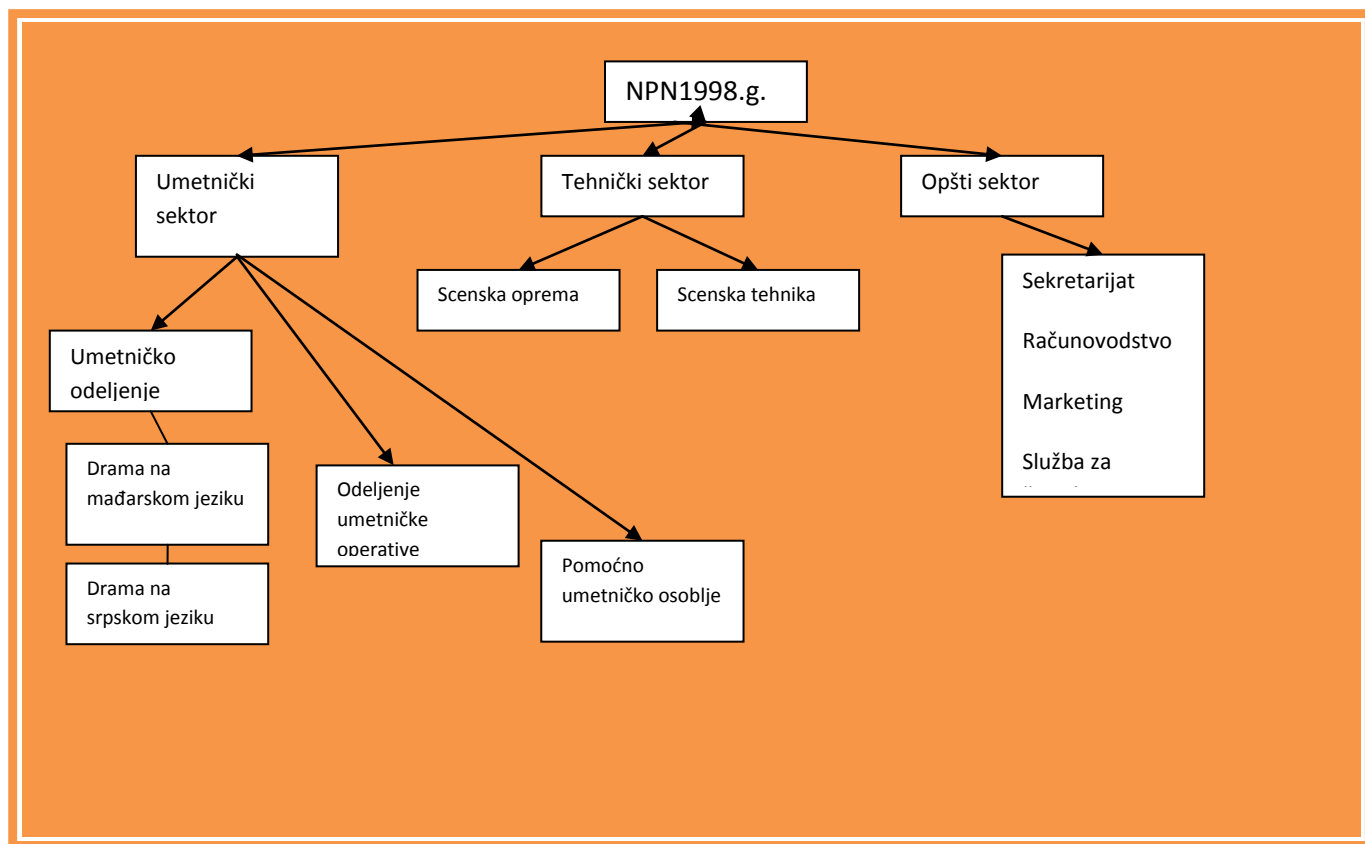 NPN1998.g.
Umetnički
sektor
Tehnički sektor
Opšti sektor
Scenska oprema
Scenska tehnika
Sekretarijat
Računovodstvo
Marketing
Služba za
Umetničko
odeljenje
Drama na
mađarskom jeziku
Odeljenje
umetničke
operative
Pomoćno
umetničko osoblje
Drama na
srpskom jeziku